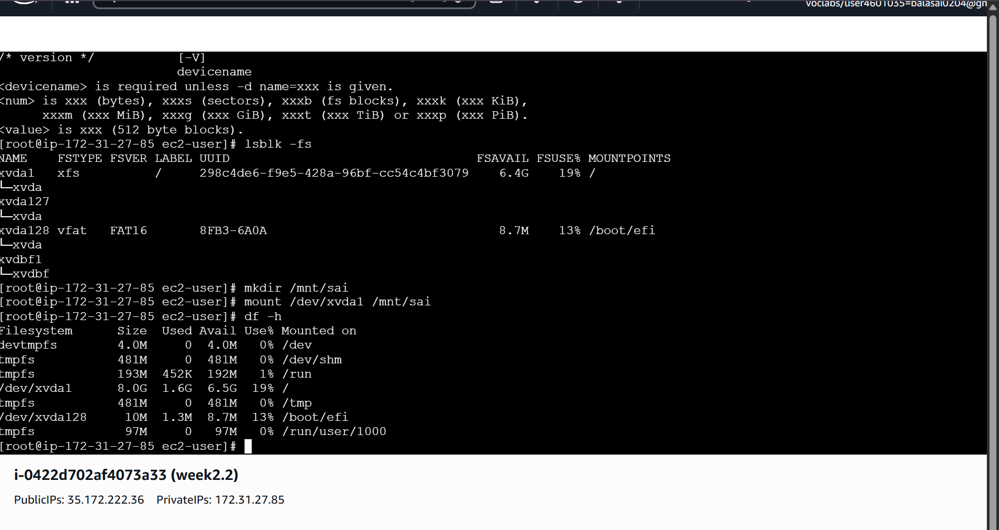 voclabs/user4601035=balasai0204@gm
/* version */ [-V]
devicename
<devicename> is required unless -d name=xxx is given.
<num> is xxx (bytes), xxxs (sectors), xxxb (fs blocks), xxxk (xxx KiB),
xxxm (xxx MiB), xxxg (xxx GiB), xxxt (xxx TiB) or xxxp (xxx PiB).
<value> is xxx (512 byte blocks).
[root@ip-172-31-27-85 ec2-user]# lsblk -fs
NAME FSTYPE FSVER LABEL UUID FSAVAIL FSUSE% MOUNTPOINTS
xvda1 xfs / 298c4de6-f9e5-428a-96bf-cc54c4bf3079 6.4G 19% /
└─xvda
xvda127
└─xvda
xvda128 vfat FAT16 8FB3-6A0A 8.7M 13% /boot/efi
└─xvda
xvdbf1
└─xvdbf
[root@ip-172-31-27-85 ec2-user]# mkdir /mnt/sai
[root@ip-172-31-27-85 ec2-user]# mount /dev/xvda1 /mnt/sai
[root@ip-172-31-27-85 ec2-user]# df -h
Filesystem Size Used Avail Use% Mounted on
devtmpfs 4.0M 0 4.0M 0% /dev
tmpfs 481M 0 481M 0% /dev/shm
tmpfs 193M 452K 192M 1% /run
/dev/xvda1 8.0G 1.6G 6.5G 19% /
tmpfs 481M 0 481M 0% /tmp
/dev/xvda128 10M 1.3M 8.7M 13% /boot/efi
tmpfs 97M 0 97M 0% /run/user/1000
[root@ip-172-31-27-85 ec2-user]#
i-0422d702af4073a33 (week2.2)
PublicIPs: 35.172.222.36 PrivateIPs: 172.31.27.85